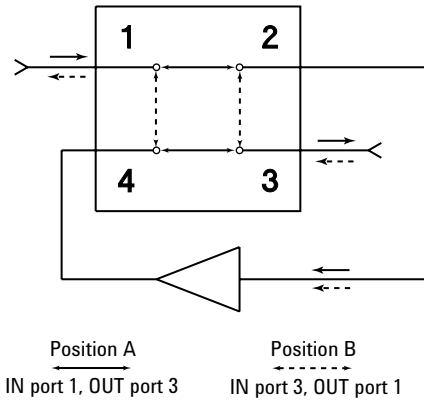 1 2
4 3
Position A
IN port 1, OUT port 3
Position B
IN port 3, OUT port 1